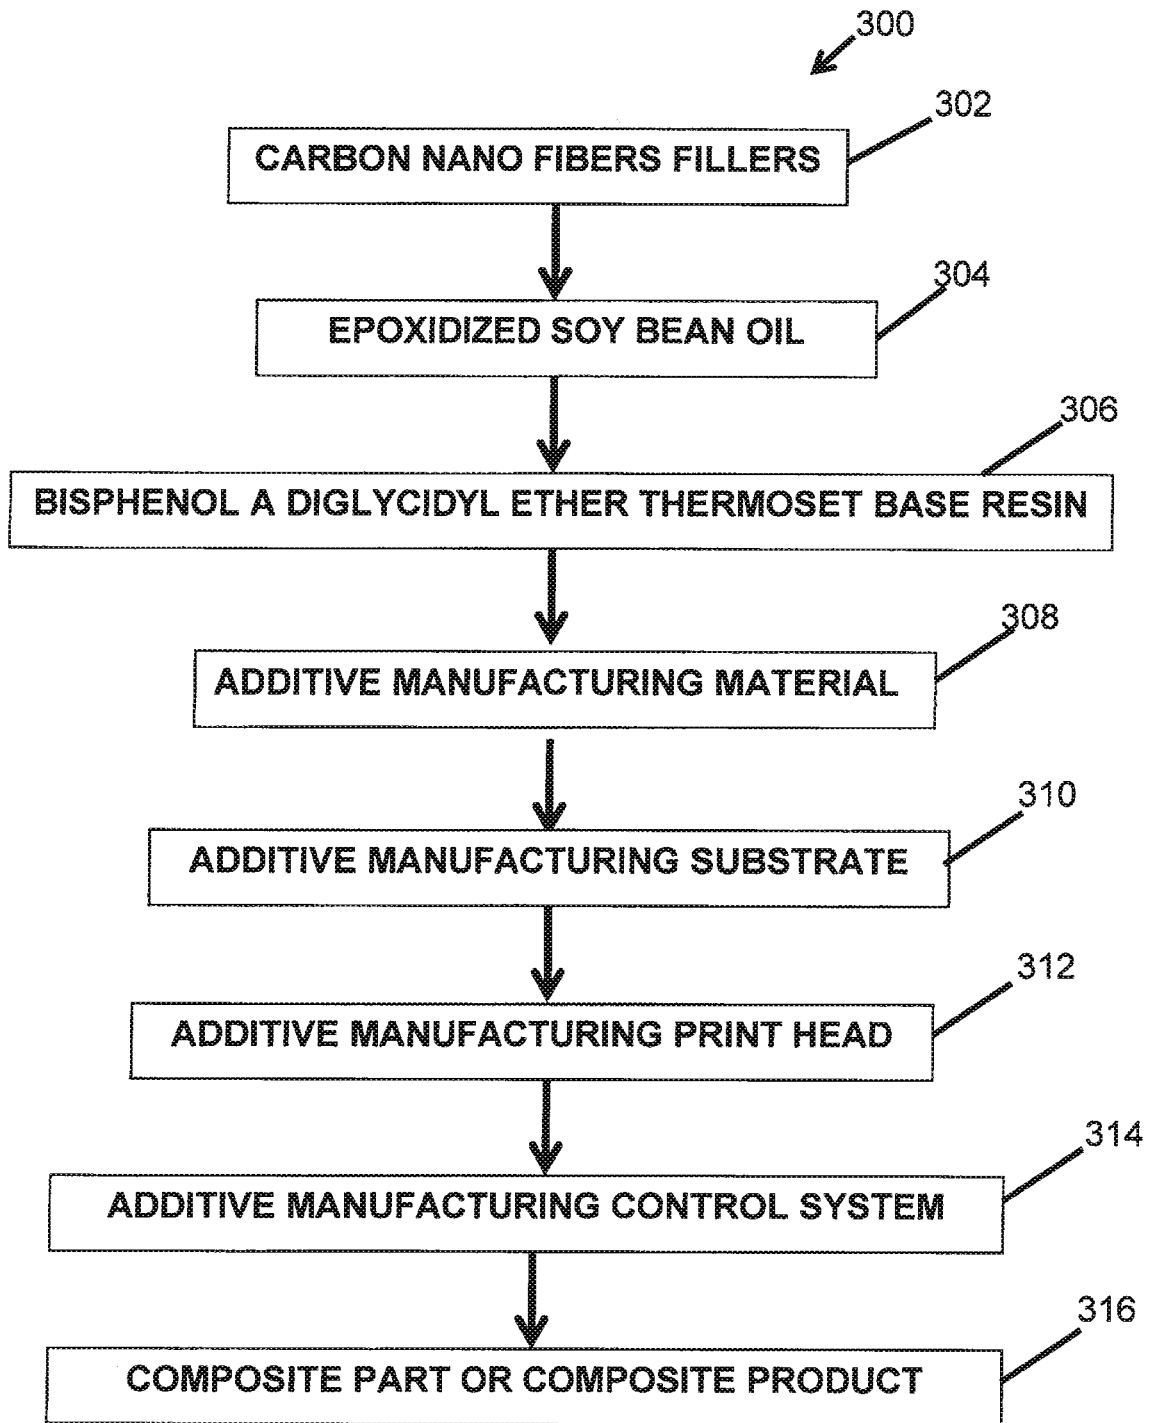 300
302
CARBON NANO FIBERS FILLERS
304
EPOXIDIZED SOY BEAN OIL
306
BISPHENOL A DIGLYCIDYL ETHER THERMOSET BASE RESIN
308
ADDITIVE MANUFACTURING MATERIAL
310
ADDITIVE MANUFACTURING SUBSTRATE
312
ADDITIVE MANUFACTURING PRINT HEAD
314
ADDITIVE MANUFACTURING CONTROL SYSTEM
316
COMPOSITE PART OR COMPOSITE PRODUCT